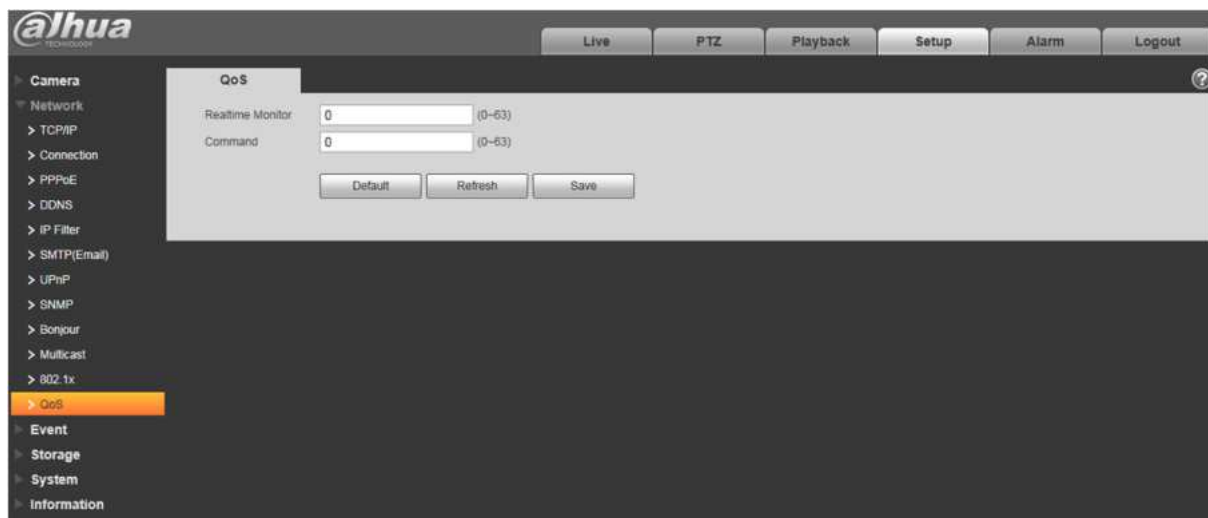 alhua
TECHNOLOGY
Live PTZ Playback Setup Alarm Logout
Camera
Network
> TCP/IP
> Connection
> PPPoE
> DDNS
> IP Filter
> SMTP(Email)
> UPnP
> SNMP
> Bonjour
> Multicast
> 802.1x
> QoS
Event
Storage
System
Information
QoS
?
Realtime Monitor 0 (0~63)
Command 0 (0~63)
Default Refresh Save